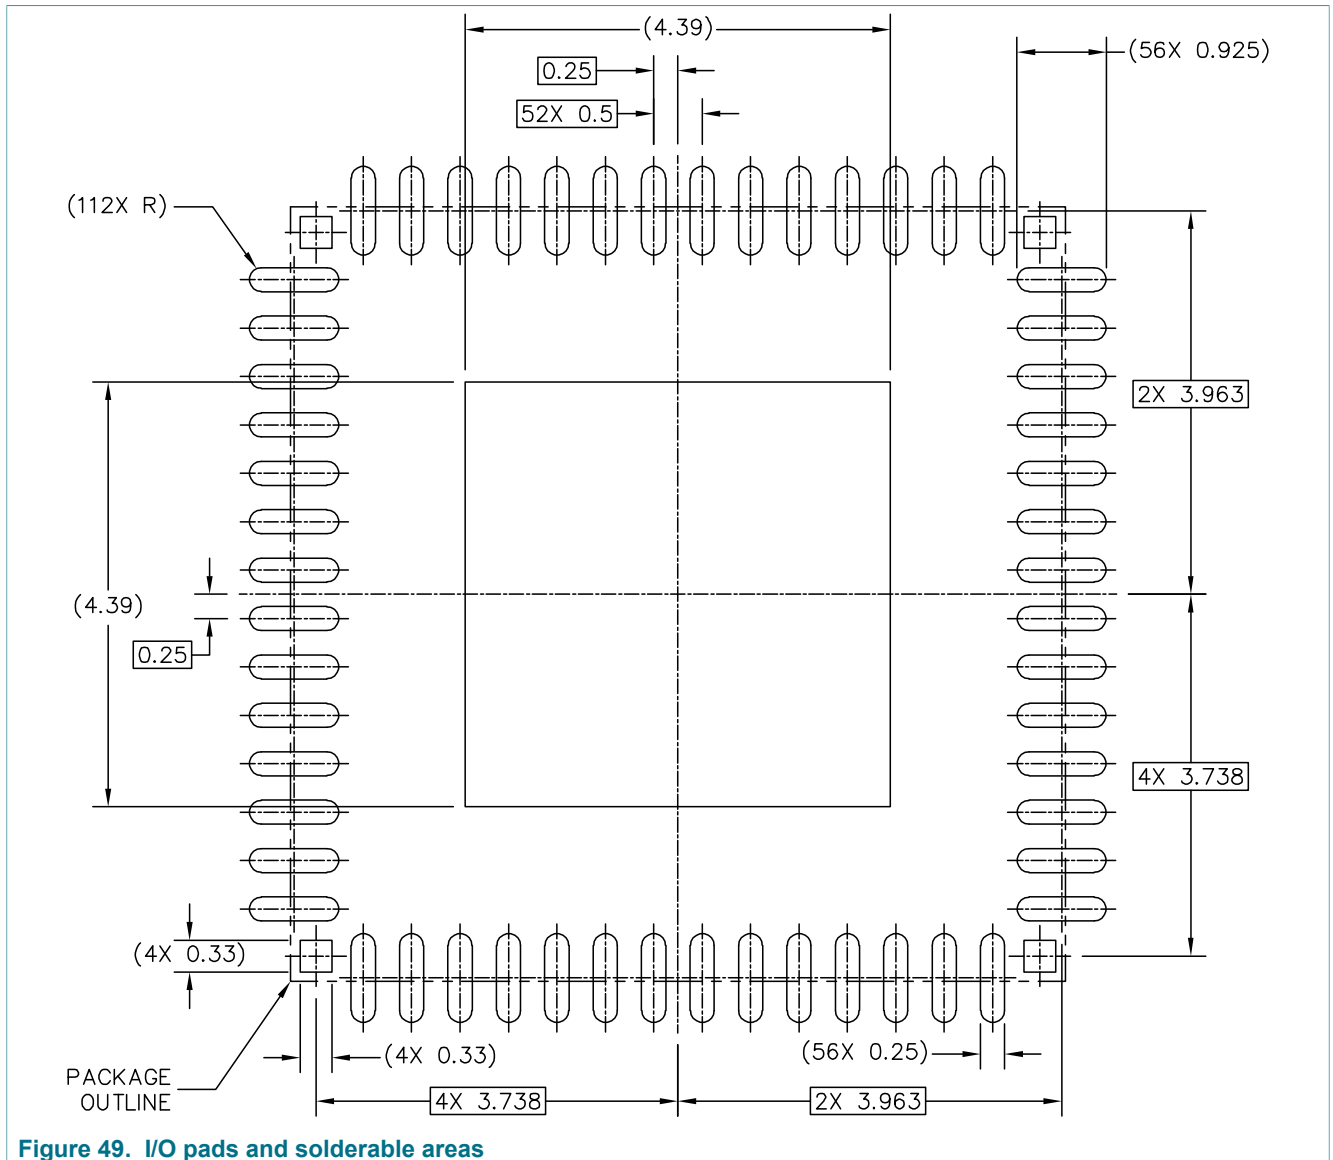 (4.39)
0.25
(56X 0.925)
52X 0.5
(112X R)
2X 3.963
(4.39)
0.25
4X 3.738
(4X 0.33)
(4X 0.33)
(56X 0.25)
PACKAGE
OUTLINE
4X 3.738
2X 3.963
Figure 49. I/O pads and solderable areas